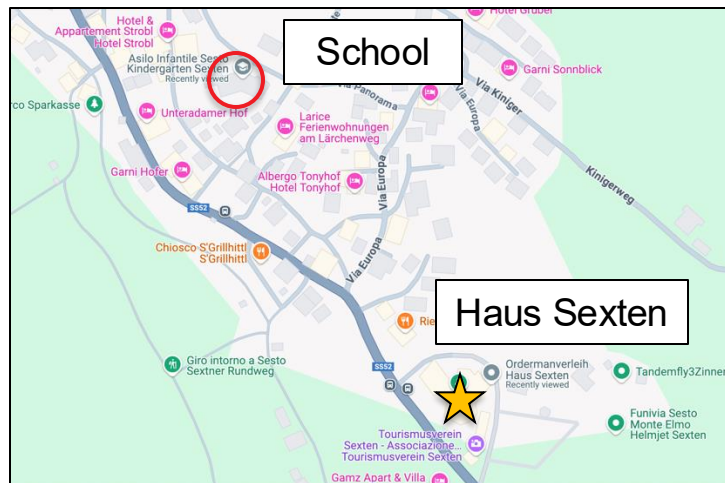 Hotel &
Appartement Strobl
Hotel Strobl
Hotel Gruber
School
Asilo Infantile Sesto
Kindergarten Sexten
Recently viewed
Garni Sonnblick
Via Kiniger
Via Panorama
rco Sparkasse
Unteradamer Hof
Larice
Ferienwohnungen
am Lärchenweg
Via Europa
Garni Hofer
Albergo Tonyhof
Hotel Tonyhof
Via Europa
Kinigerweg
SS52
Chiosco S'Grillhittl
S'Grillhittl
Via Europa
Haus Sexten
Rie
Giro intorno a Sesto
Sextner Rundweg
SS52
Ordermanverleih
Haus Sexten
Recently viewed
Tandemfly3Zinner
Funivia Sesto
Monte Elmo
Helmjet Sexten
Tourismusverein
Sexten - Associazione...
Tourismusverein Sexten
Gamz Apart & Villa